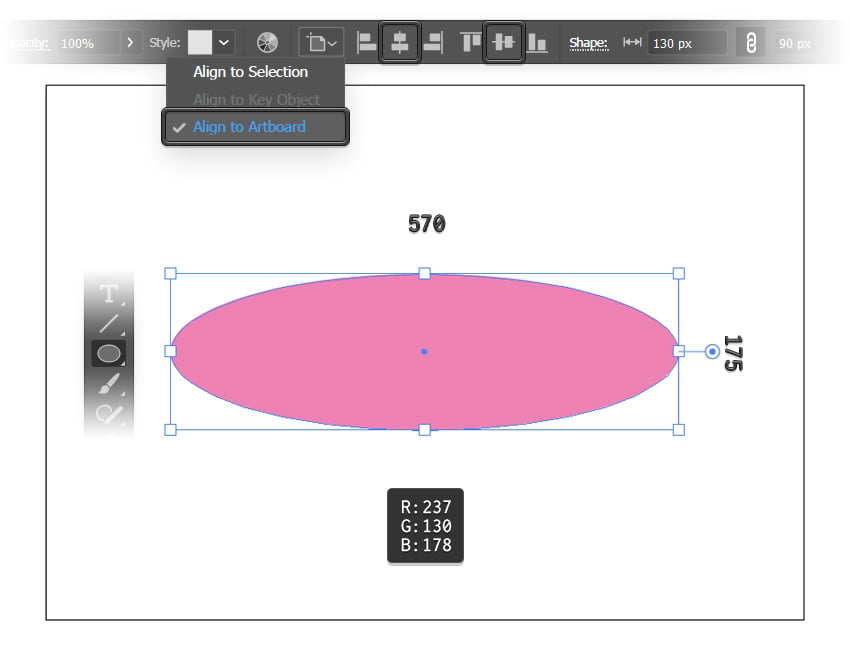 Opacity: 100% Style: Shape: 130 px 90 px
Align to Selection
Align to Key Object
Align to Artboard
570
T
175
R:237
G:130
B:178